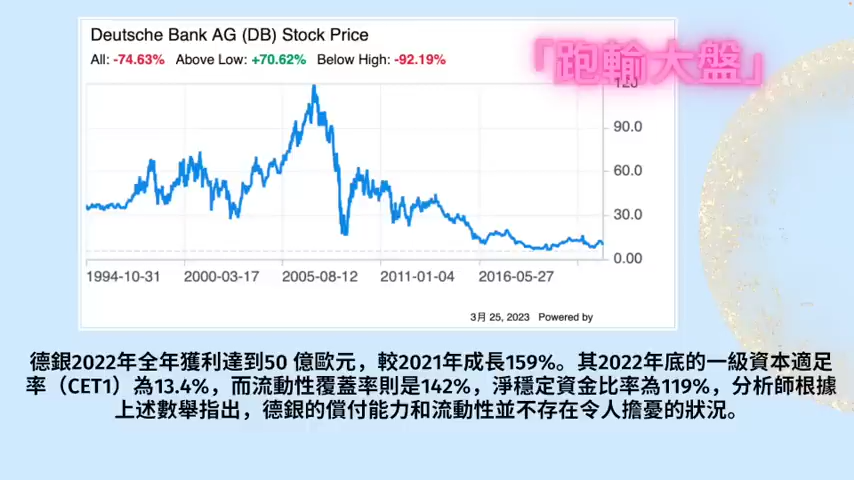 Deutsche Bank AG (DB) Stock Price
All: -74.63% Above Low: +70.62% Below High: -92.19%
「跑輸大盤」
120
90.0
60.0
30.0
0.00
1994-10-31 2000-03-17 2005-08-12 2011-01-04 2016-05-27
3月 25, 2023 Powered by
德銀2022年全年獲利達到50 億歐元，較2021年成長159%。其2022年底的一級資本適足
率（CET1）為13.4%，而流動性覆蓋率則是142%，淨穩定資金比率為119%，分析師根據
上述數舉指出，德銀的償付能力和流動性並不存在令人擔憂的狀況。